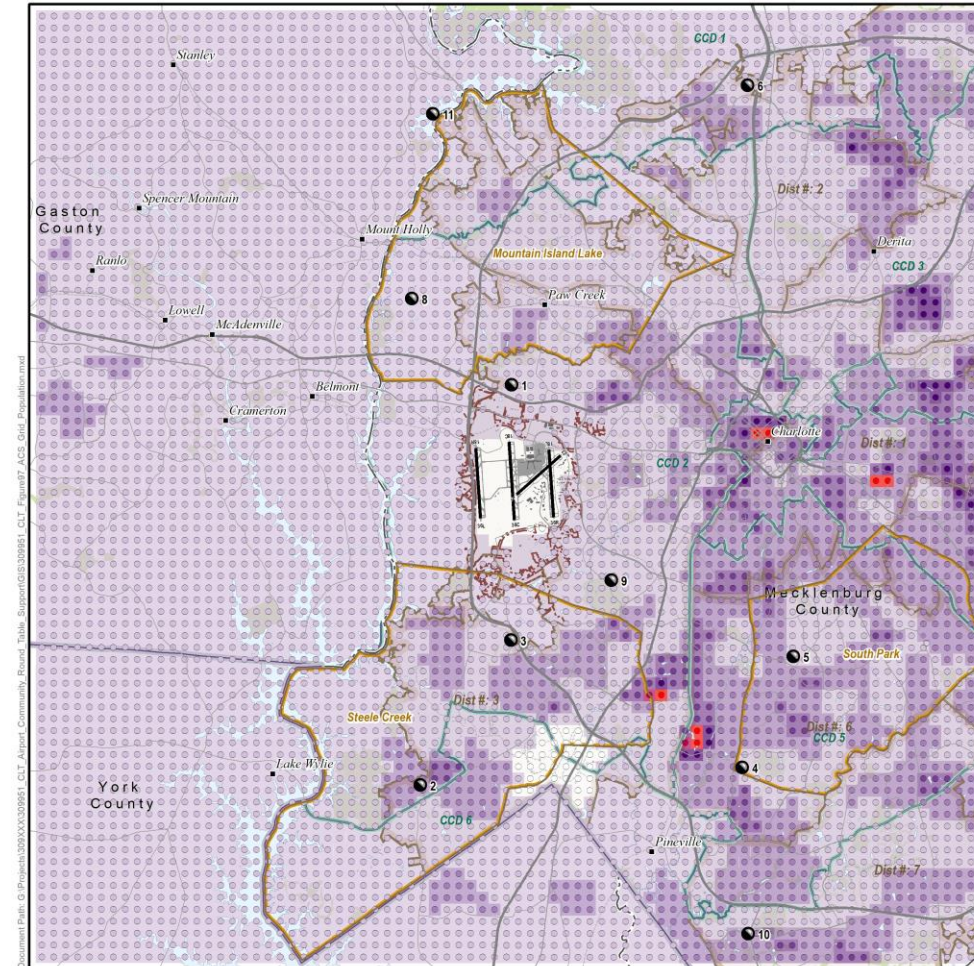 CCD 1
Stanley
6
11
Dist #: 2
Spencer Mountain
Gaston
County
Mount Holly
Derita
Mountain Island Lake
CCD 3
Ranlo
8
Paw Creek
Lowell
McAdenville
1
Belmont
Cramerton
Charlotte
Dist #: 1
CCD 2
9
Mecklenburg
County
3
5
South Park
Dist #: 3
Steele Creek
Dist #: 6
CCD 5
Lake Wylie
4
2
York
County
CCD 6
Pineville
Dist #: 7
10
Document Path: G:\Projects\309XXX\309951_CLT_Airport_Community_Round_Table_Support\GIS\309951_CLT_Figure97_ACS_Grid_Population.mxd